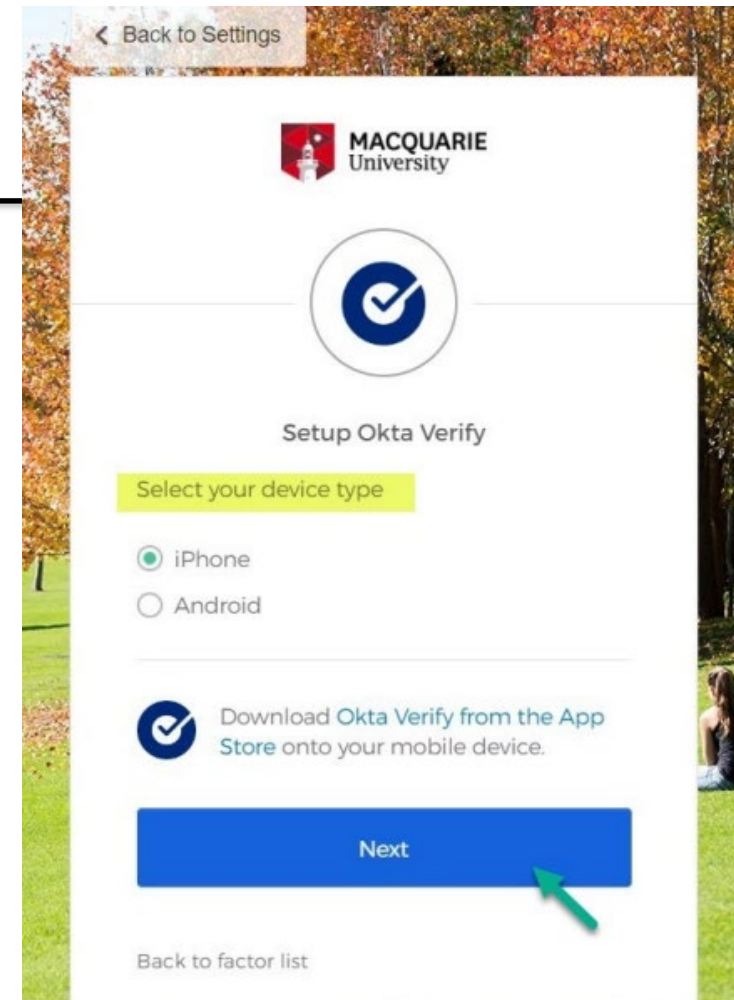 Back to Settings
MACQUARIE
University
Setup Okta Verify
Select your device type
iPhone
Android
Download Okta Verify from the App
Store onto your mobile device.
Next
Back to factor list